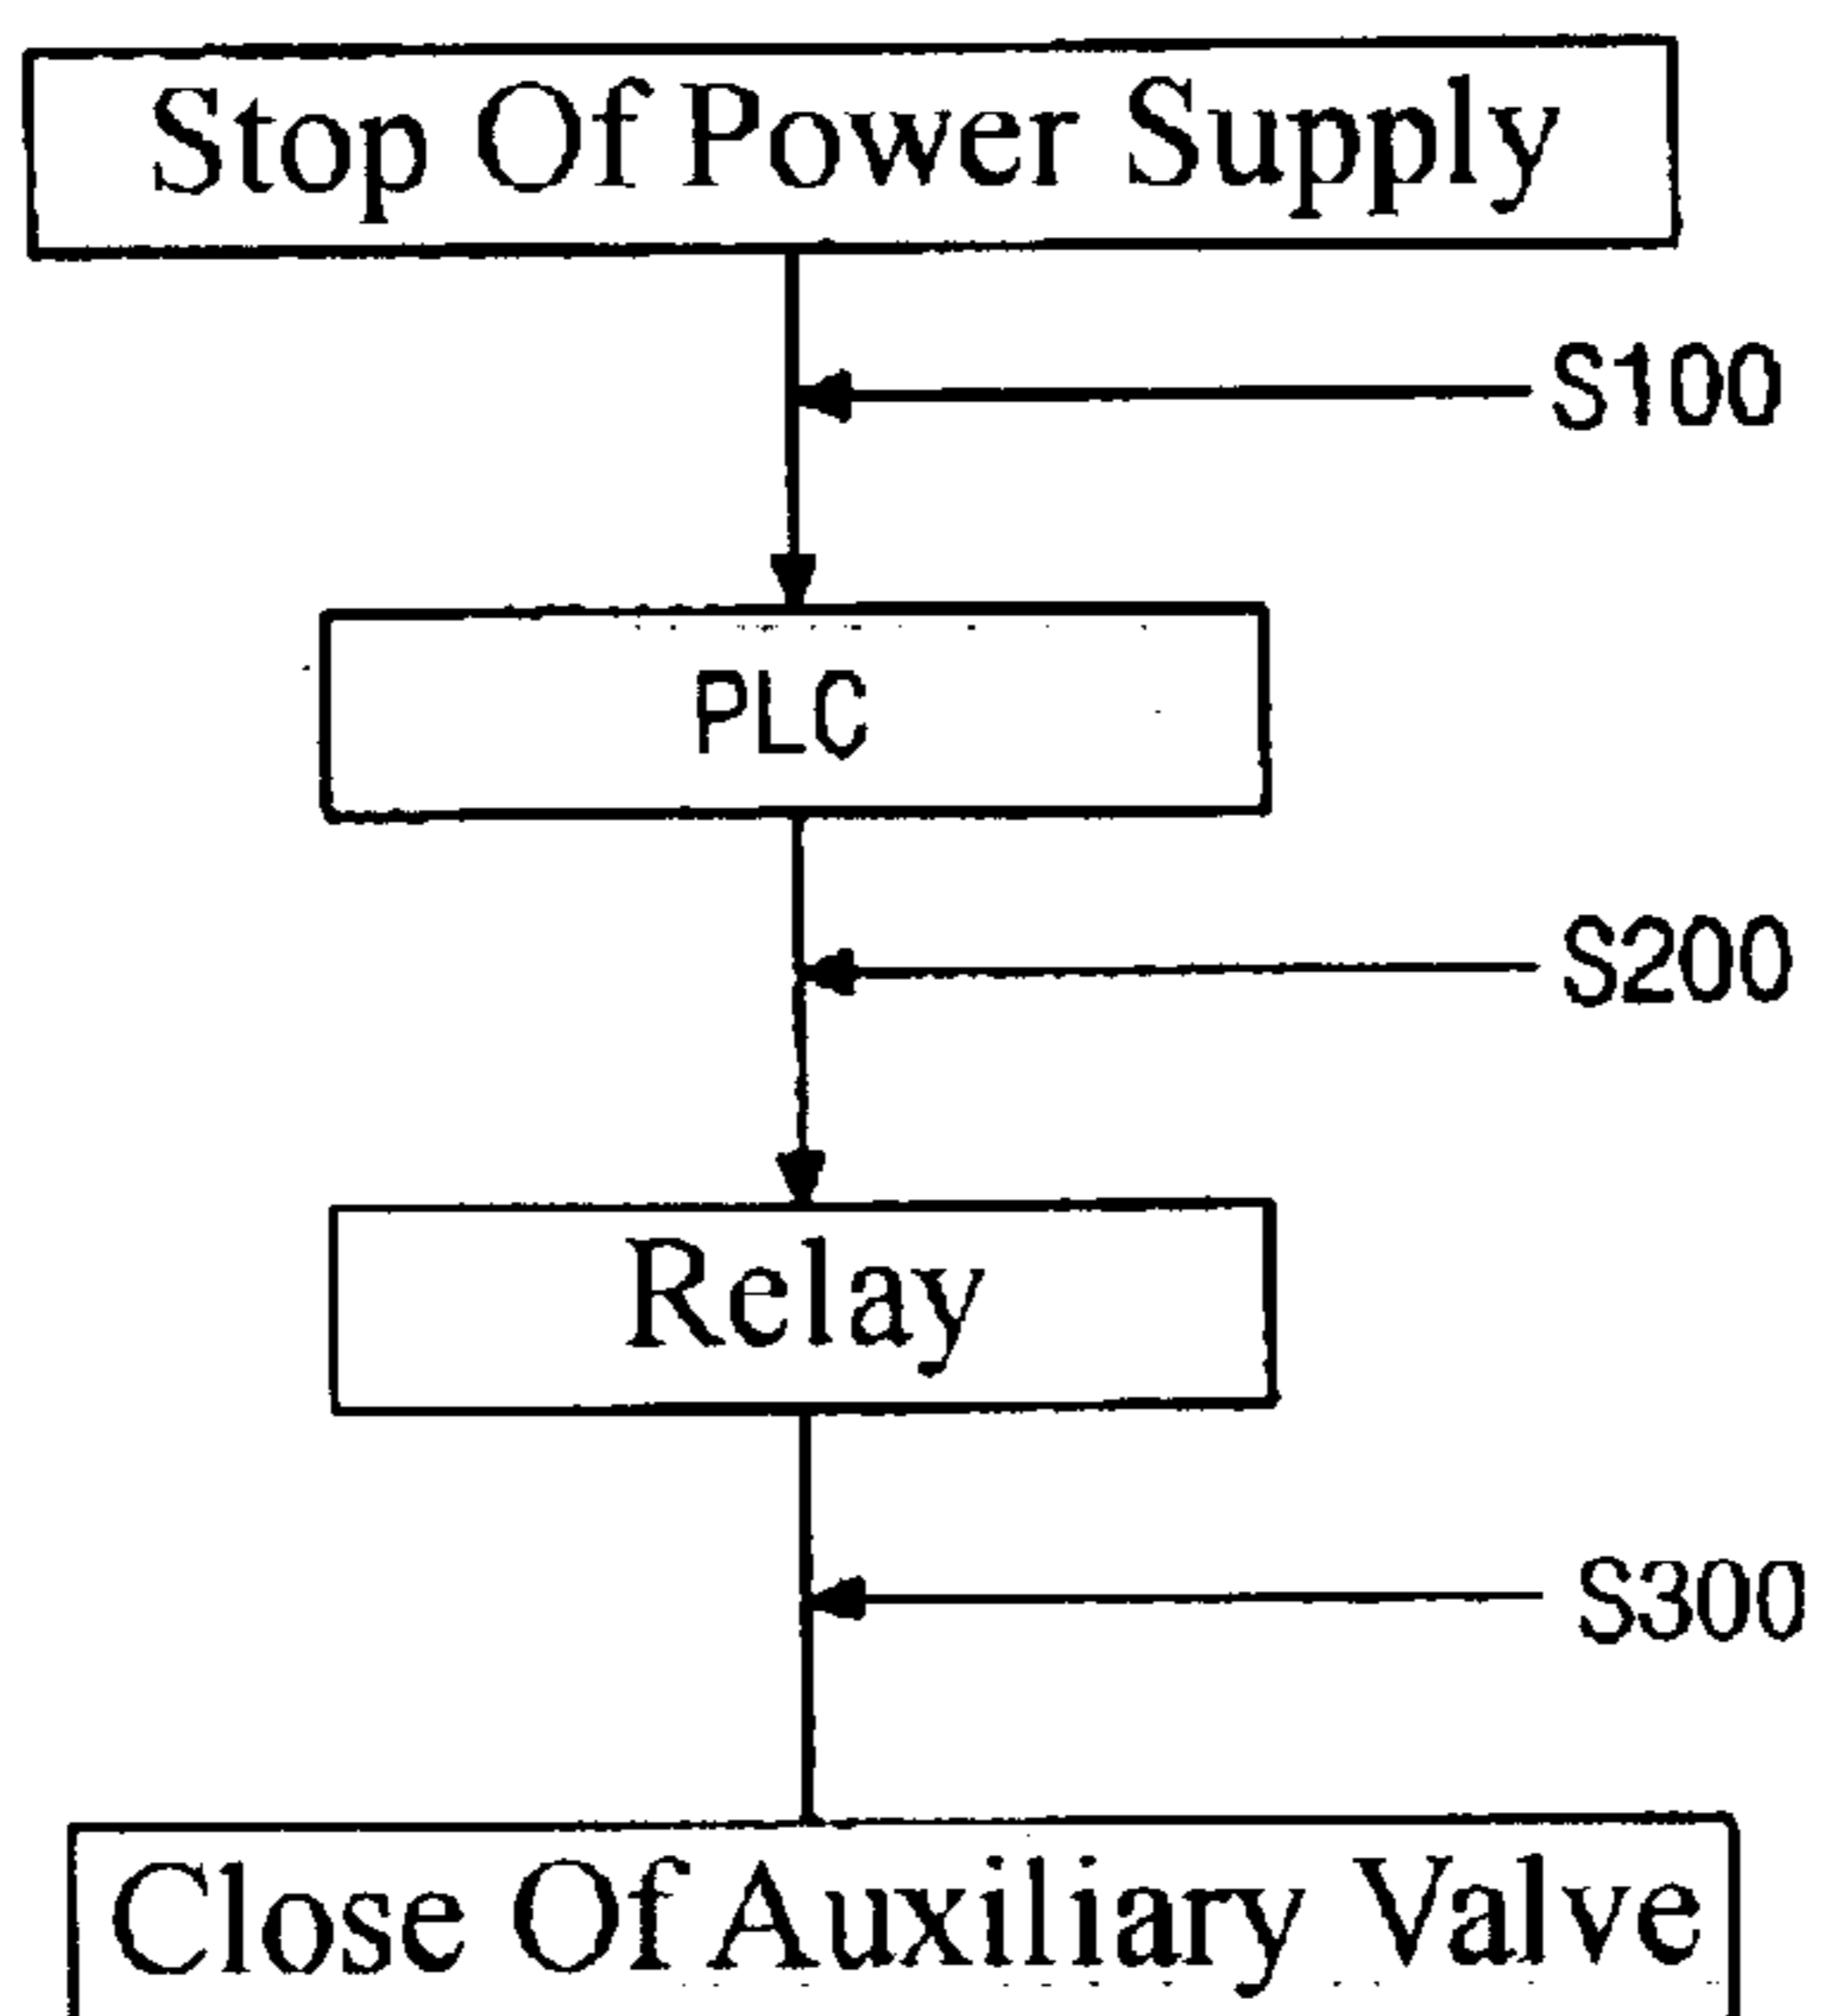 Stop Of Power Supply
S100
PLC
S200
Relay
S300
Close Of Auxiliary Valve